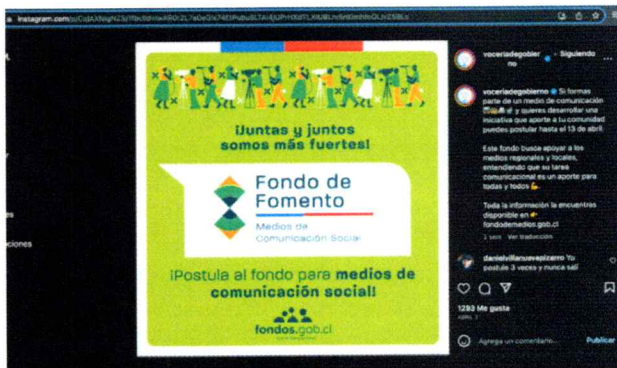 ¡Juntas y juntos
somos más fuertes!
Fondo de
Fomento
Medios de
Comunicación Social
¡Postula al fondo para medios de
comunicación social!
fondos.gob.cl
voceriadegobier
no
Siguiendo
voceriadegobierno Si formas
parte de un medio de comunicación
y quieres desarrollar una
iniciativa que aporte a tu comunidad
puedes postular hasta el 13 de abril.
Este fondo busca apoyar a los
medios regionales y locales,
entendiendo que su tarea
comunicacional es un aporte para
todas y todos
Toda la información la encuentras
disponible en
fondodemedios.gob.cl
Ver traducción
danielvillanuevapizarro Yo
postulé 3 veces y nunca salí
1293 Me gusta
Agrega un comentario...
Publicar